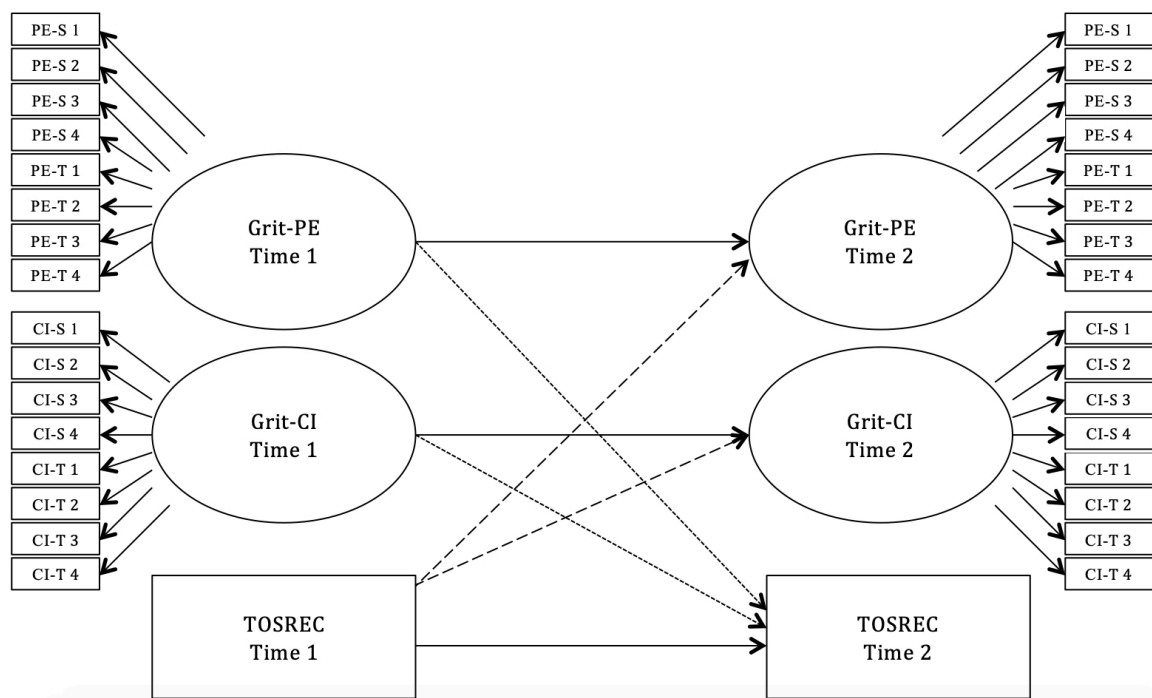 PE-S 1
PE-S 2
PE-S 3
PE-S 4
PE-T 1
PE-T 2
PE-T 3
PE-T 4
CI-S 1
CI-S 2
CI-S 3
CI-S 4
CI-T 1
CI-T 2
CI-T 3
CI-T 4
Grit-PE
Time 1
Grit-CI
Time 1
TOSREC
Time 1
Grit-PE
Time 2
Grit-CI
Time 2
TOSREC
Time 2
PE-S 1
PE-S 2
PE-S 3
PE-S 4
PE-T 1
PE-T 2
PE-T 3
PE-T 4
CI-S 1
CI-S 2
CI-S 3
CI-S 4
CI-T 1
CI-T 2
CI-T 3
CI-T 4